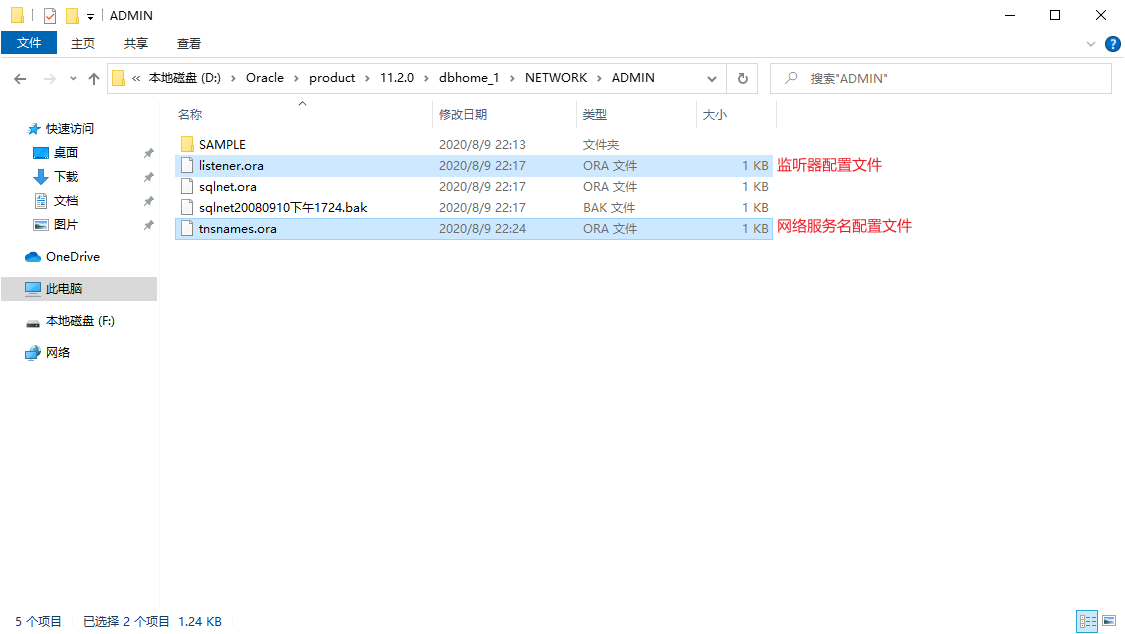 ADMIN
文件 主页 共享 查看 ?
« 本地磁盘 (D:) › Oracle › product › 11.2.0 › dbhome_1 › NETWORK › ADMIN 搜索"ADMIN"
名称 修改日期 类型 大小
快速访问
桌面
下载
文档
图片
OneDrive
此电脑
本地磁盘 (F:)
网络
SAMPLE 2020/8/9 22:13 文件夹
listener.ora 2020/8/9 22:17 ORA 文件 1 KB 监听器配置文件
sqlnet.ora 2020/8/9 22:17 ORA 文件 1 KB
sqlnet20080910下午1724.bak 2020/8/9 22:17 BAK 文件 1 KB
tnsnames.ora 2020/8/9 22:24 ORA 文件 1 KB 网络服务名配置文件
5 个项目 已选择 2 个项目 1.24 KB